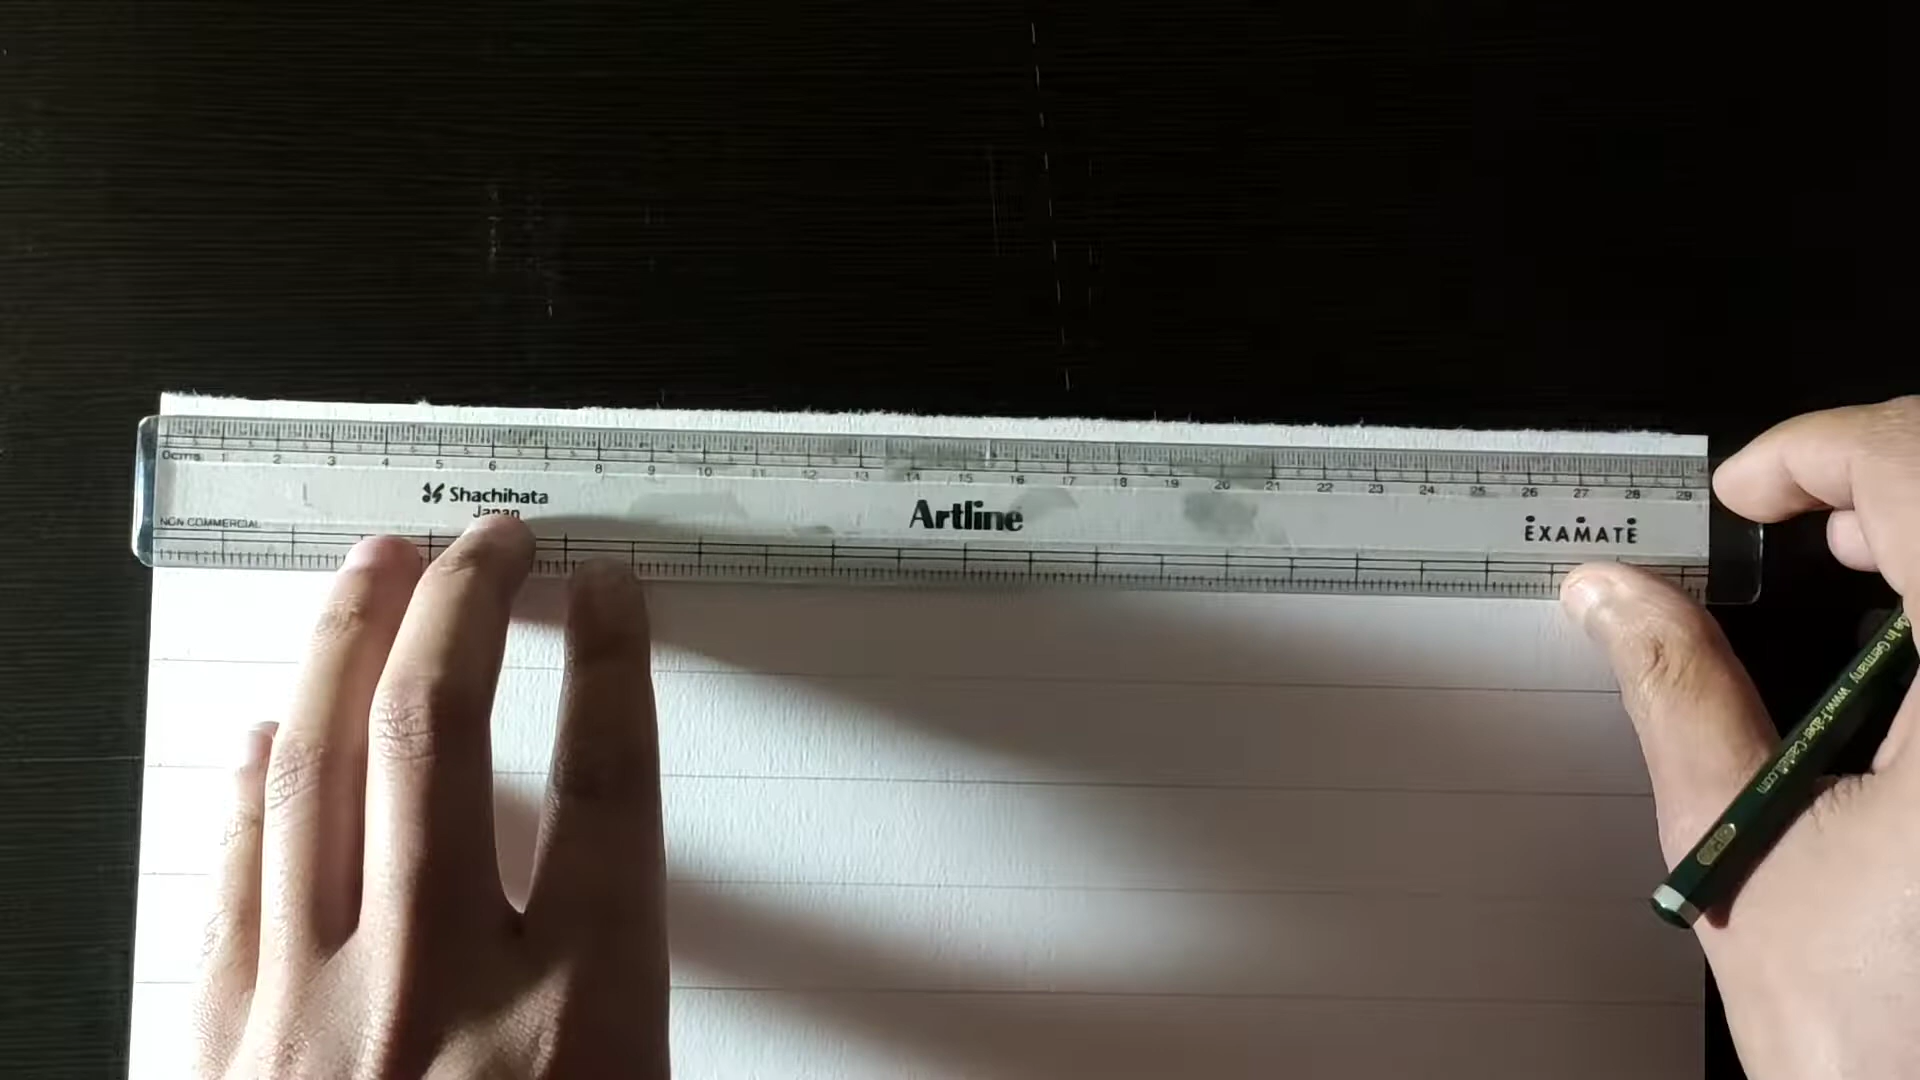 0cms 1 2 3 4 5 6 7 8 9 10 11 12 13 14 15 16 17 18 19 20 21 22 23 24 25 26 27 28 29
Shachihata
Japan
Artline
EXAMATE
NON COMMERCIAL
de in Germany www.Faber-Castell.com